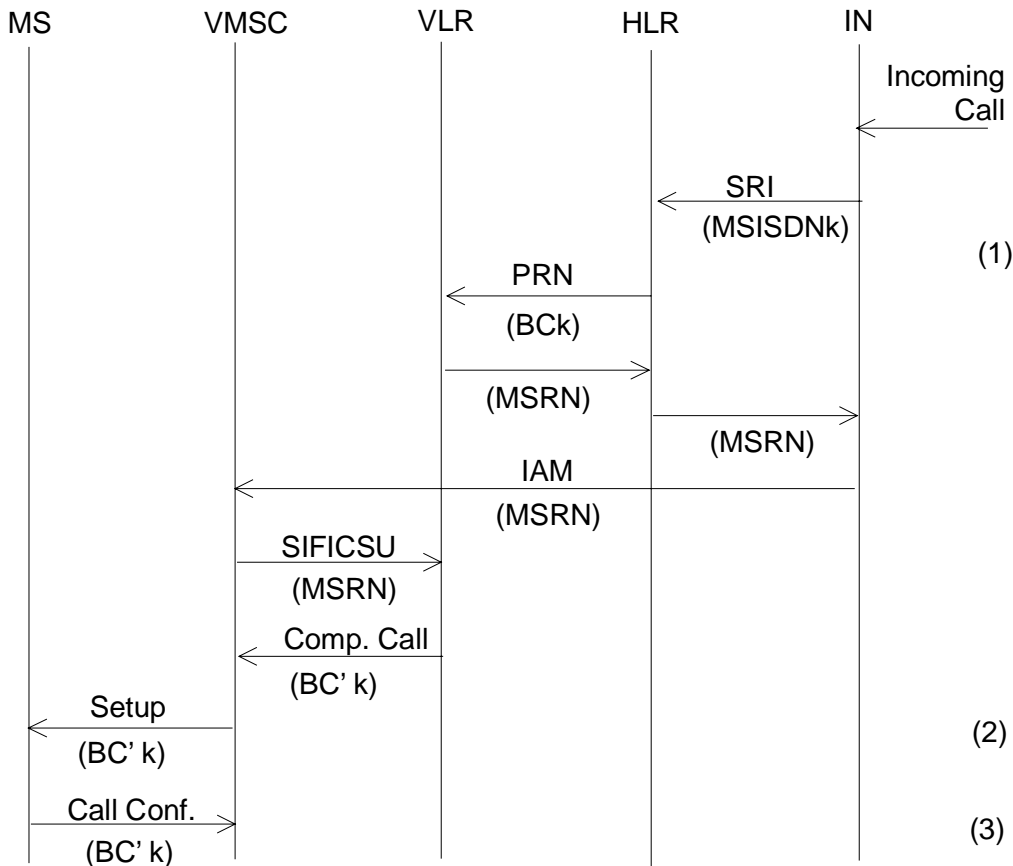 MS VMSC VLR HLR IN
Incoming
Call
SRI
(MSISDNk)
(1)
PRN
(BCk)
(MSRN)
(MSRN)
IAM
(MSRN)
SIFICSU
(MSRN)
Comp. Call
(BC’ k)
Setup
(2)
(BC’ k)
Call Conf.
(3)
(BC’ k)